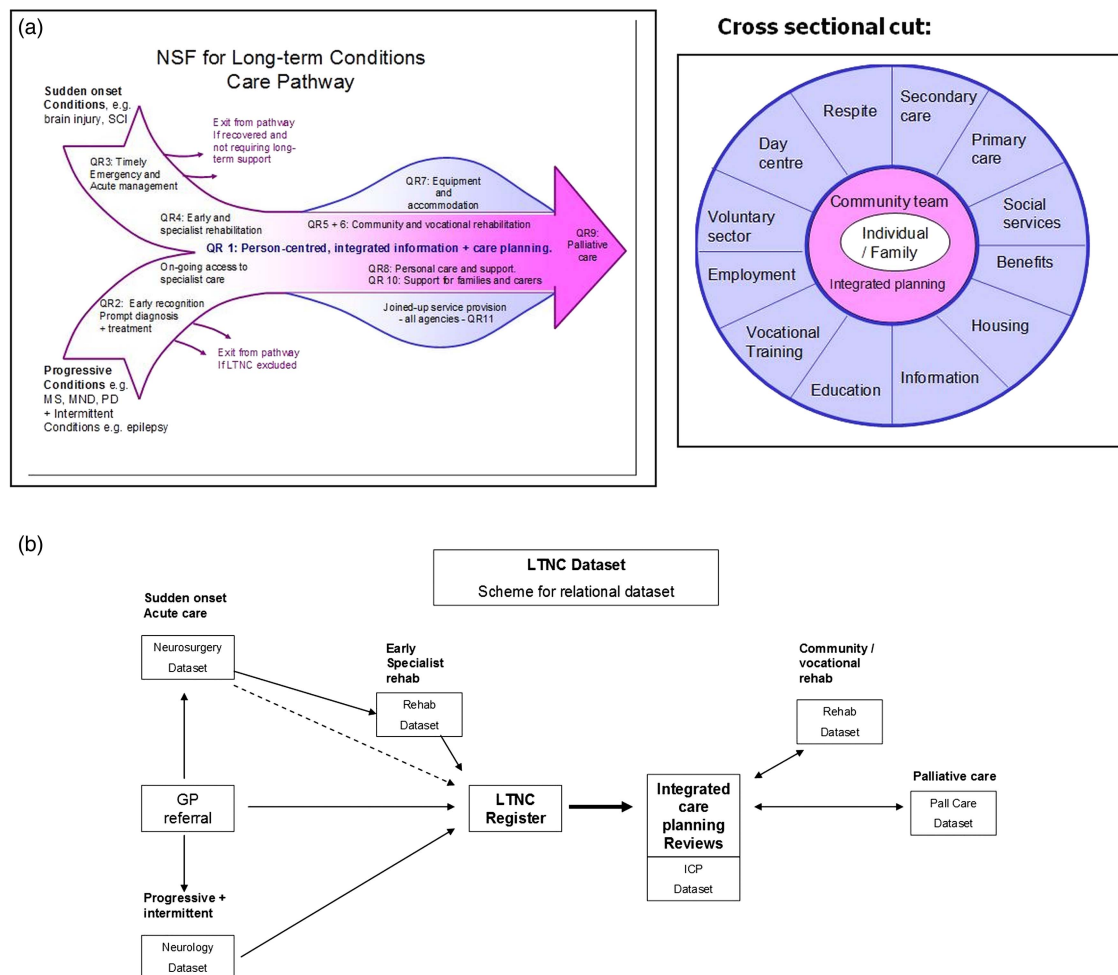 (a)
NSF for Long-term Conditions
Care Pathway
Sudden onset
Conditions, e.g.
brain injury, SCI
Exit from pathway
If recovered and
not requiring long-
term support
QR3: Timely
Emergency and
Acute management
QR7: Equipment
and
accommodation
QR4: Early and
specialist rehabilitation
QR5 + 6: Community and vocational rehabilitation
QR 1: Person-centred, integrated information + care planning.
QR9:
Palliative
care
On-going access to
specialist care
QR8: Personal care and support.
QR 10: Support for families and carers
QR2: Early recognition
Prompt diagnosis
+ treatment
Joined-up service provision
- all agencies - QR11
Exit from pathway
If LTNC excluded
Progressive
Conditions e.g.
MS, MND, PD
+ Intermittent
Conditions e.g. epilepsy
Cross sectional cut:
Respite
Secondary
care
Day
centre
Primary
care
Voluntary
sector
Social
services
Employment
Benefits
Vocational
Training
Housing
Education
Information
Community team
Individual
/ Family
Integrated planning
(b)
LTNC Dataset
Scheme for relational dataset
Sudden onset
Acute care
Neurosurgery
Dataset
Early
Specialist
rehab
Rehab
Dataset
Community /
vocational
rehab
Rehab
Dataset
GP
referral
LTNC
Register
Integrated
care
planning
Reviews
ICP
Dataset
Palliative care
Pall Care
Dataset
Progressive +
intermittent
Neurology
Dataset